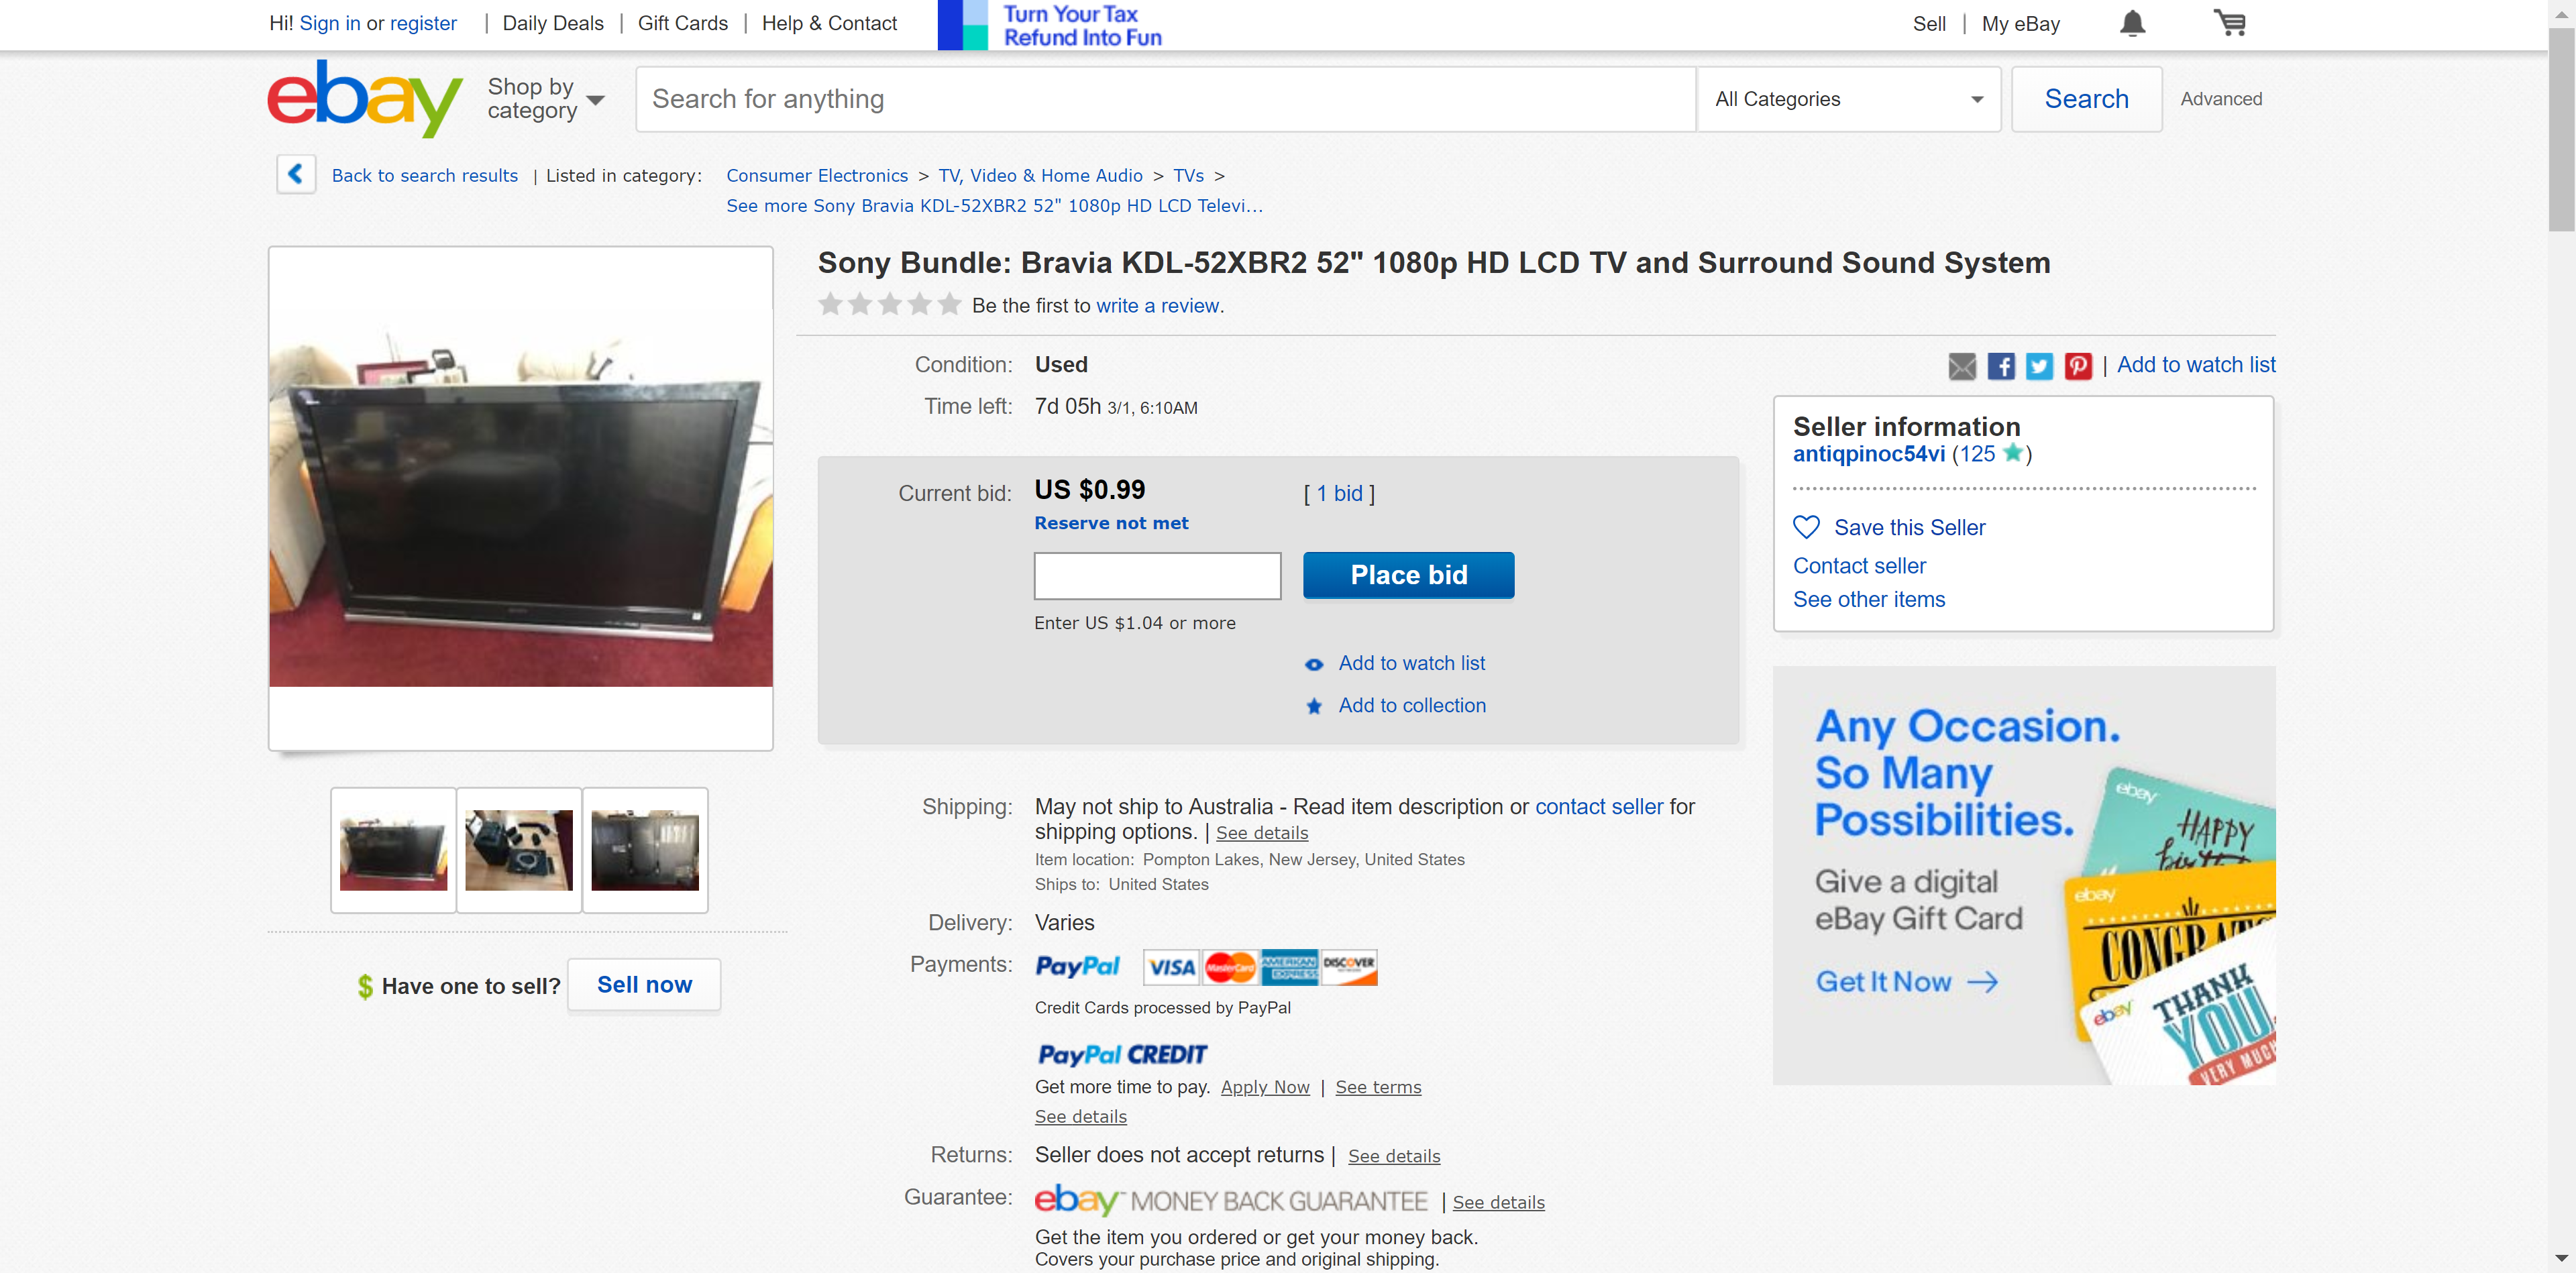 Hi! Sign in or register | Daily Deals | Gift Cards | Help & Contact
Turn Your Tax
Refund Into Fun
Sell | My eBay
ebay
Shop by
category
Search for anything
All Categories
Search
Advanced
Back to search results | Listed in category: Consumer Electronics > TV, Video & Home Audio > TVs >
See more Sony Bravia KDL-52XBR2 52" 1080p HD LCD Televi...
Sony Bundle: Bravia KDL-52XBR2 52" 1080p HD LCD TV and Surround Sound System
Be the first to write a review.
Condition: Used
| Add to watch list
Time left: 7d 05h 3/1, 6:10AM
Seller information
antiqpinoc54vi (125 )
Save this Seller
Contact seller
See other items
Current bid: US $0.99 [ 1 bid ]
Reserve not met
Place bid
Enter US $1.04 or more
Add to watch list
Add to collection
Shipping: May not ship to Australia - Read item description or contact seller for
shipping options. | See details
Item location: Pompton Lakes, New Jersey, United States
Ships to: United States
Delivery: Varies
Payments: PayPal VISA MasterCard AMERICAN EXPRESS DISCOVER
Credit Cards processed by PayPal
PayPal CREDIT
Get more time to pay. Apply Now | See terms
See details
Returns: Seller does not accept returns | See details
Guarantee: ebay MONEY BACK GUARANTEE | See details
Get the item you ordered or get your money back.
Covers your purchase price and original shipping.
$ Have one to sell? Sell now
Any Occasion.
So Many
Possibilities.
Give a digital
eBay Gift Card
Get It Now
ebay
HAPPY
ebay
ebay
THANK
YOU
VERY MUCH